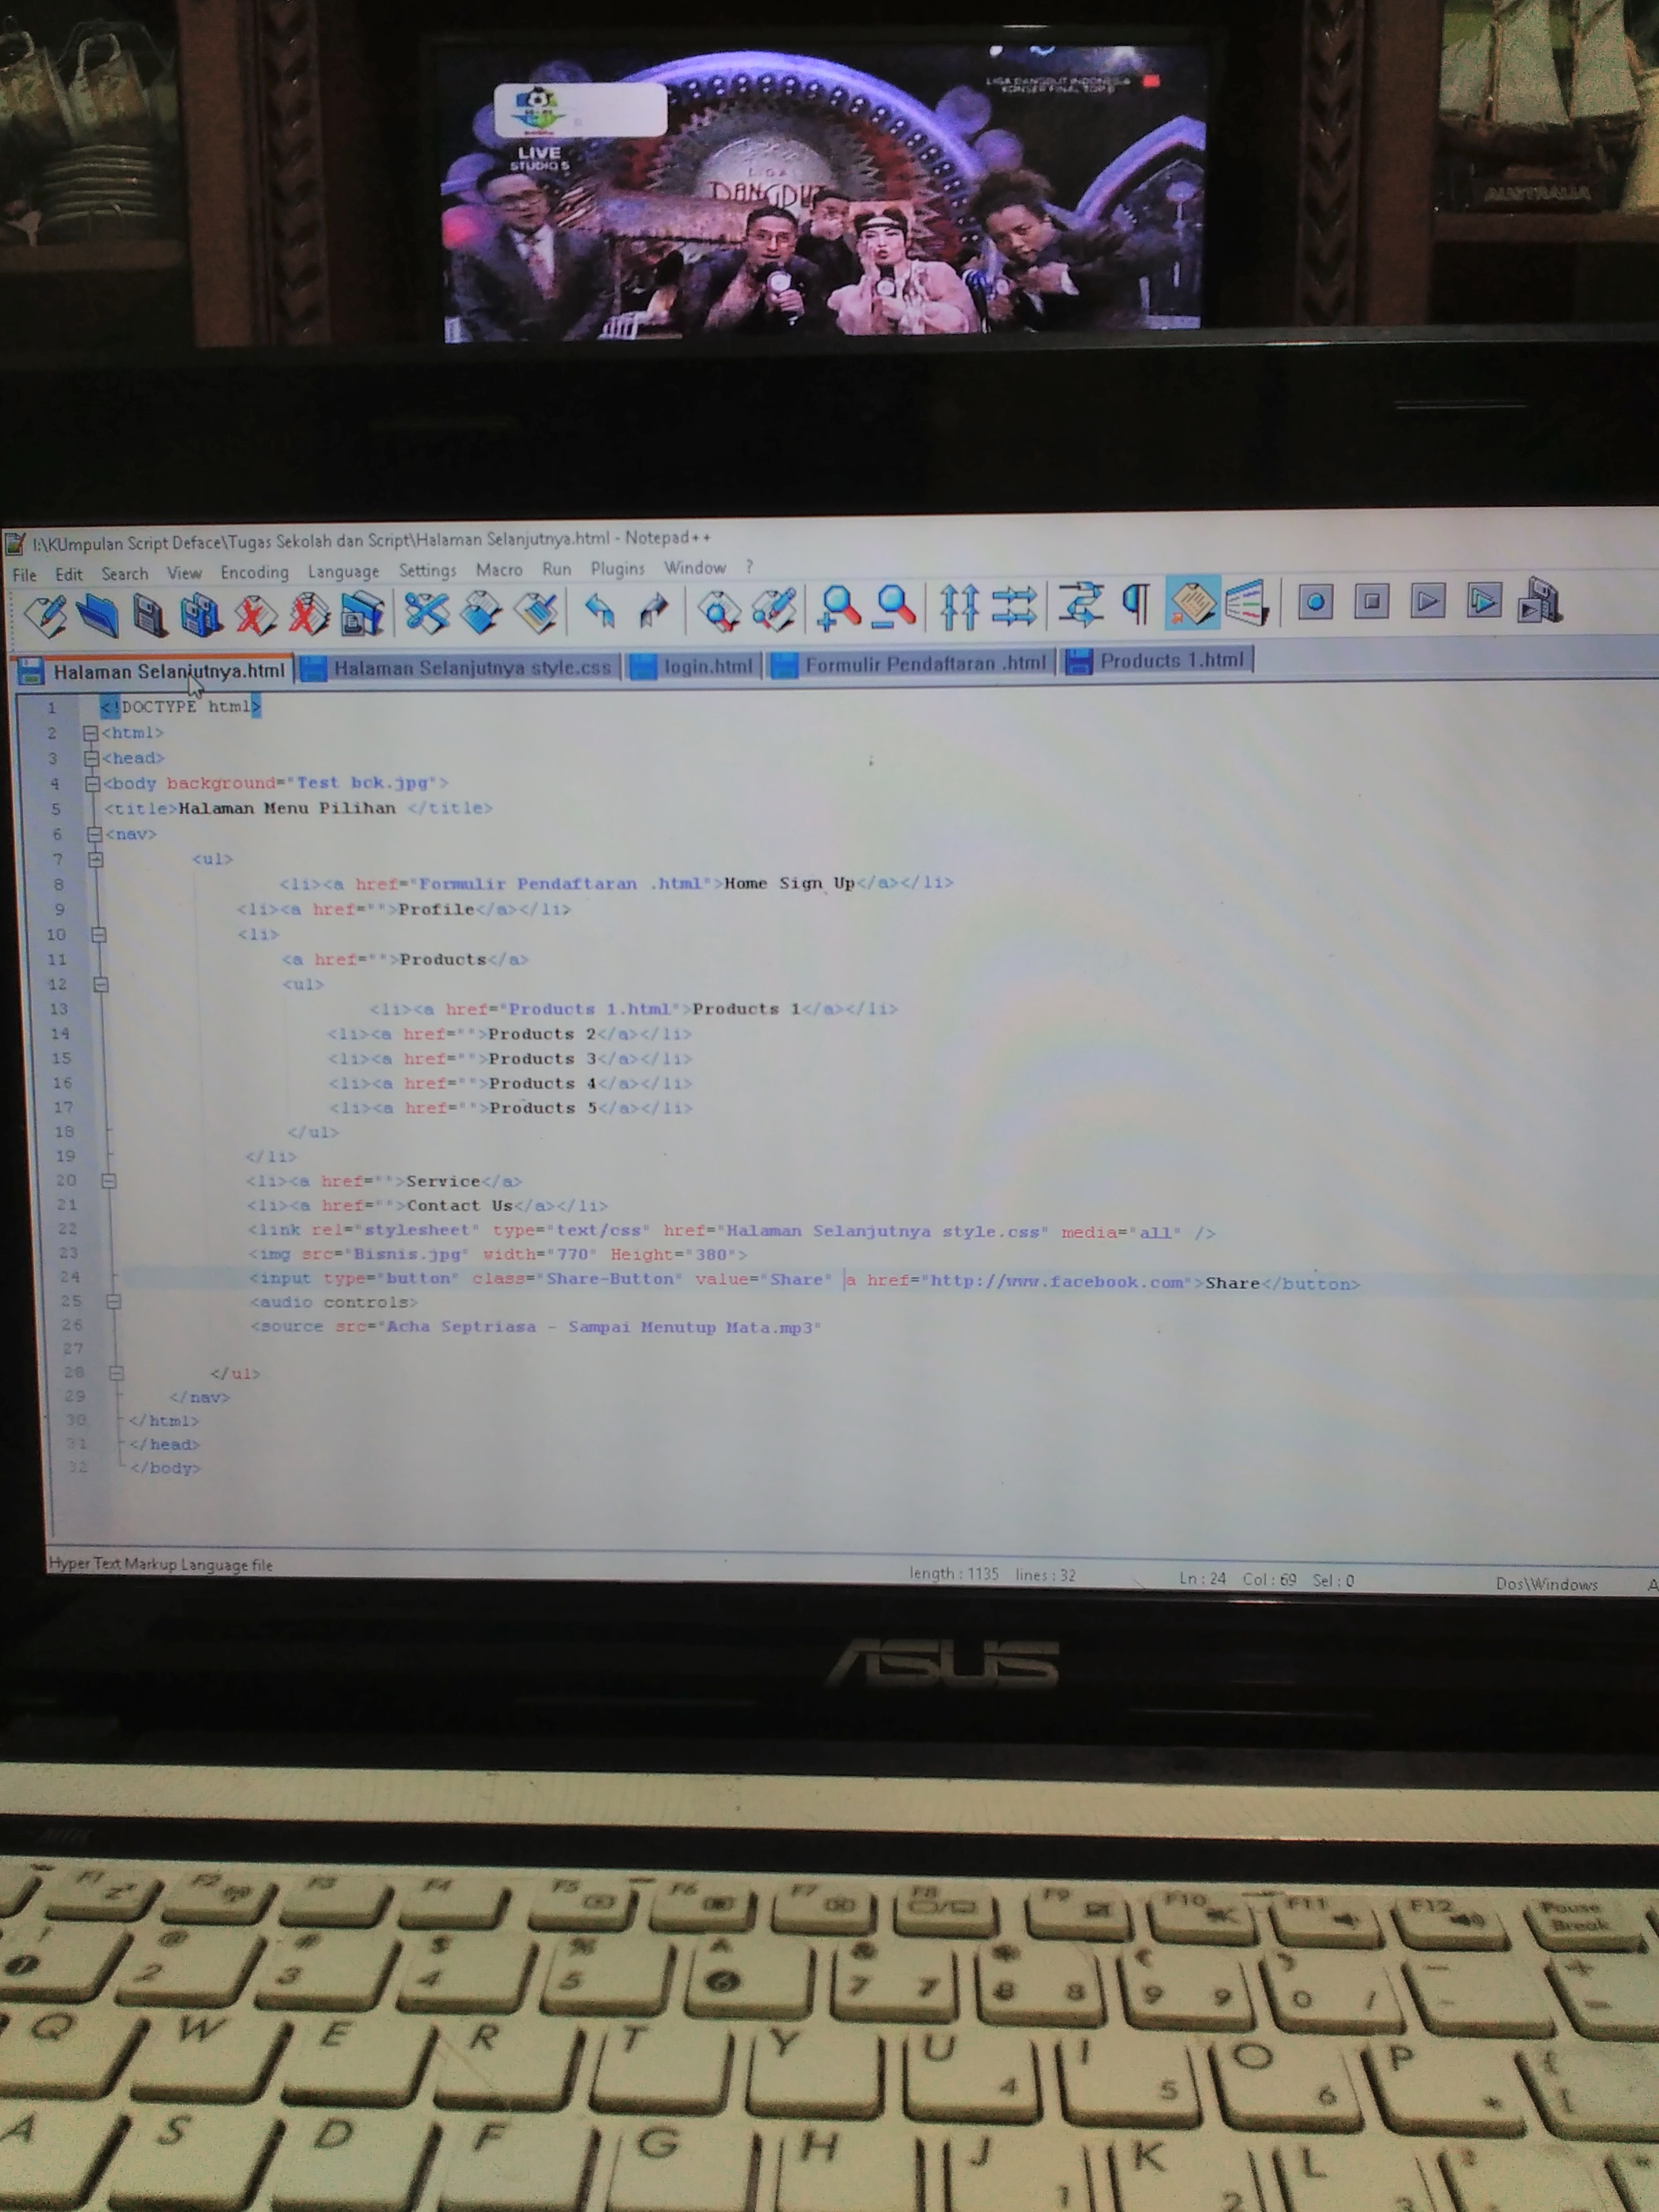 LIGA DANGDUT INDONESIA
KONSER FINAL TOP 6
LIVE
STUDIO 5
LIGA
DANGDUT
AUSTRALIA
I:\KUmpulan Script Deface\Tugas Sekolah dan Script\Halaman Selanjutnya.html - Notepad++
File Edit Search View Encoding Language Settings Macro Run Plugins Window ?
Halaman Selanjutnya.html Halaman Selanjutnya style.css login.html Formulir Pendaftaran .html Products 1.html
1 <!DOCTYPE html>
2 <html>
3 <head>
4 <body background="Test bck.jpg">
5 <title>Halaman Menu Pilihan </title>
6 <nav>
7 <ul>
8 <li><a href="Formulir Pendaftaran .html">Home Sign Up</a></li>
9 <li><a href="">Profile</a></li>
10 <li>
11 <a href="">Products</a>
12 <ul>
13 <li><a href="Products 1.html">Products 1</a></li>
14 <li><a href="">Products 2</a></li>
15 <li><a href="">Products 3</a></li>
16 <li><a href="">Products 4</a></li>
17 <li><a href="">Products 5</a></li>
18 </ul>
19 </li>
20 <li><a href="">Service</a>
21 <li><a href="">Contact Us</a></li>
22 <link rel="stylesheet" type="text/css" href="Halaman Selanjutnya style.css" media="all" />
23 <img src="Bisnis.jpg" width="770" Height="380">
24 <input type="button" class="Share-Button" value="Share" a href="http://www.facebook.com">Share</button>
25 <audio controls>
26 <source src="Acha Septriasa - Sampai Menutup Mata.mp3"
27
28 </ul>
29 </nav>
30 </html>
31 </head>
32 </body>
Hyper Text Markup Language file length : 1135 lines : 32 Ln : 24 Col : 69 Sel : 0 Dos\Windows A
ASUS
F1 F2 F3 F4 F5 F6 F7 F8 F9 F10 F11 F12 Pause Break
! @ 2 # 3 $ 4 % 5 ^ 6 & 7 7 * 8 8 ( 9 9 ) 0 / _ - + =
Q W E R T Y U 4 I 5 O 6 P * { [
A S D F G H J 1 K 2 L 3